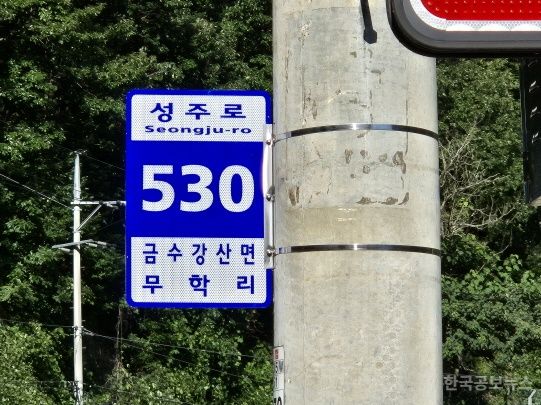 성주로
Seongju-ro
530
금수강산면
무학리
한국공보뉴스